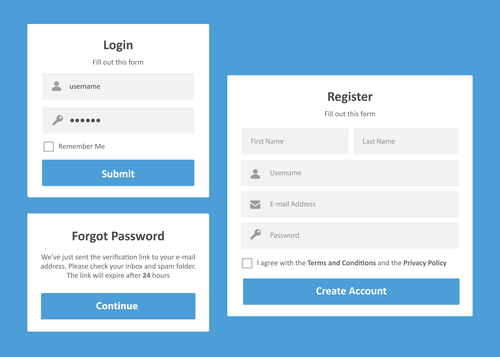 Login
Fill out this form
username
Remember Me
Submit
Forgot Password
We've just sent the verification link to your e-mail
address. Please check your inbox and spam folder.
The link will expire after 24 hours
Continue
Register
Fill out this form
First Name
Last Name
Username
E-mail Address
Password
I agree with the Terms and Conditions and the Privacy Policy
Create Account